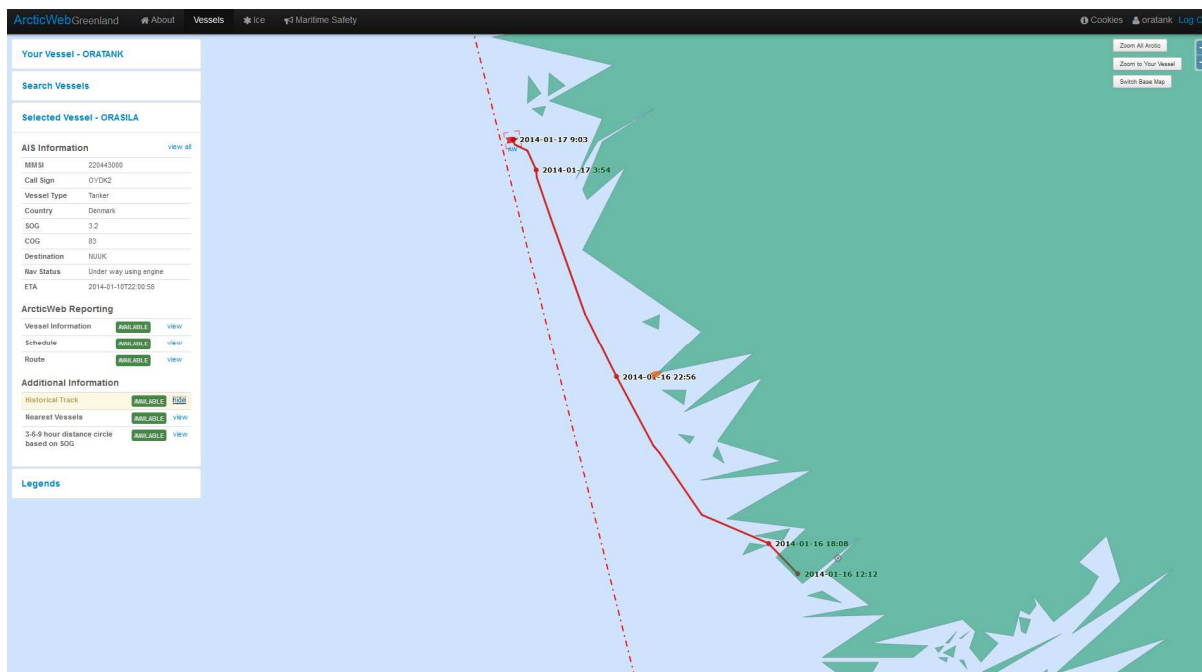 ArcticWebGreenland About Vessels Ice Maritime Safety Cookies oratank Log
Your Vessel - ORATANK
Search Vessels
Selected Vessel - ORASILA
AIS Information view all
MMSI 220443000
Call Sign OYDK2
Vessel Type Tanker
Country Denmark
SOG 3.2
COG 83
Destination NUUK
Nav Status Under way using engine
ETA 2014-01-10T22:00:58
ArcticWeb Reporting
Vessel Information AVAILABLE view
Schedule AVAILABLE view
Route AVAILABLE view
Additional Information
Historical Track AVAILABLE hide
Nearest Vessels AVAILABLE view
3-6-9 hour distance circle AVAILABLE view
based on SOG
Legends
Zoom All Arctic
Zoom to Your Vessel
Switch Base Map
2014-01-17 9:03
AW
2014-01-17 3:54
2014-01-16 22:56
2014-01-16 18:08
2014-01-16 12:12